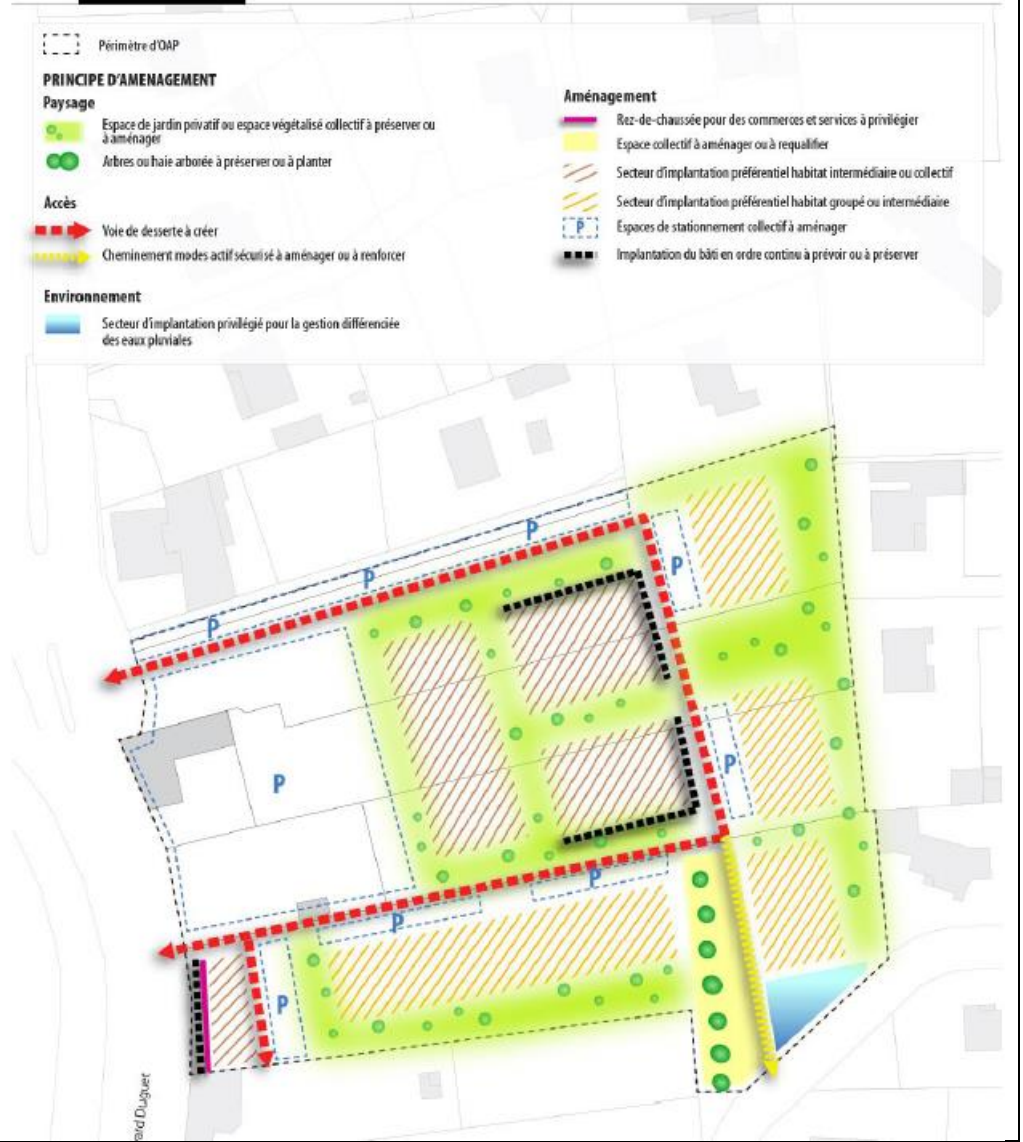 Périmètre d'OAP
PRINCIPE D'AMENAGEMENT
Paysage
Espace de jardin privatif ou espace végétalisé collectif à préserver ou
à aménager
Arbres ou haie arborée à préserver ou à planter
Accès
Voie de desserte à créer
Cheminement modes actif sécurisé à aménager ou à renforcer
Environnement
Secteur d'implantation privilégié pour la gestion différenciée
des eaux pluviales
Aménagement
Rez-de-chaussée pour des commerces et services à privilégier
Espace collectif à aménager ou à requalifier
Secteur d'implantation préférentiel habitat intermédiaire ou collectif
Secteur d'implantation préférentiel habitat groupé ou intermédiaire
P
Espaces de stationnement collectif à aménager
Implantation du bâti en ordre continu à prévoir ou à préserver
P
P
P
P
P
P
P
P
P
vard Duguet